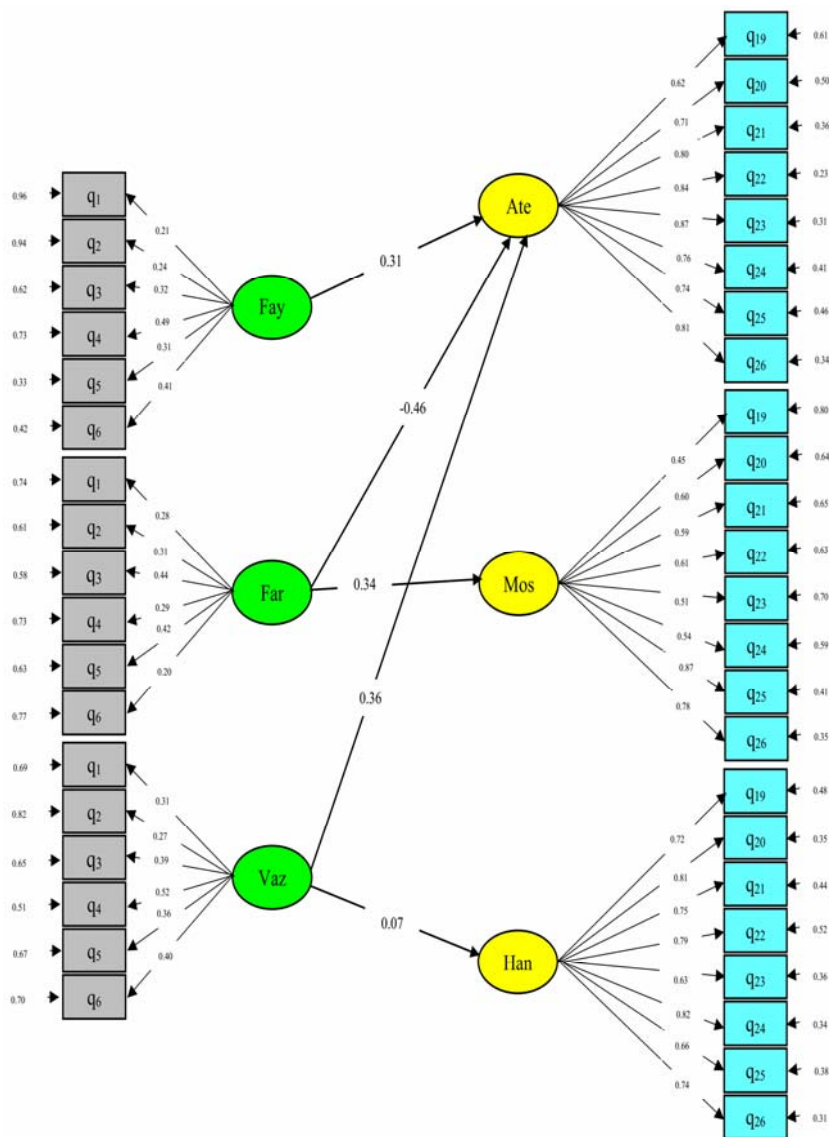 0.96
q1
0.94
q2
0.62
q3
0.73
q4
0.33
q5
0.42
q6
0.21
0.24
0.32
0.49
0.31
0.41
Fay
0.74
q1
0.61
q2
0.58
q3
0.73
q4
0.63
q5
0.77
q6
0.28
0.31
0.44
0.29
0.42
0.20
Far
0.69
q1
0.82
q2
0.65
q3
0.51
q4
0.67
q5
0.70
q6
0.31
0.27
0.39
0.52
0.36
0.40
Vaz
0.31
-0.46
0.34
0.36
0.07
Ate
0.62
0.71
0.80
0.84
0.87
0.76
0.74
0.81
q19
0.61
q20
0.50
q21
0.36
q22
0.23
q23
0.31
q24
0.41
q25
0.46
q26
0.34
Mos
0.45
0.60
0.59
0.61
0.51
0.54
0.87
0.78
q19
0.80
q20
0.64
q21
0.65
q22
0.63
q23
0.70
q24
0.59
q25
0.41
q26
0.35
Han
0.72
0.81
0.75
0.79
0.63
0.82
0.66
0.74
q19
0.48
q20
0.35
q21
0.44
q22
0.52
q23
0.36
q24
0.34
q25
0.38
q26
0.31